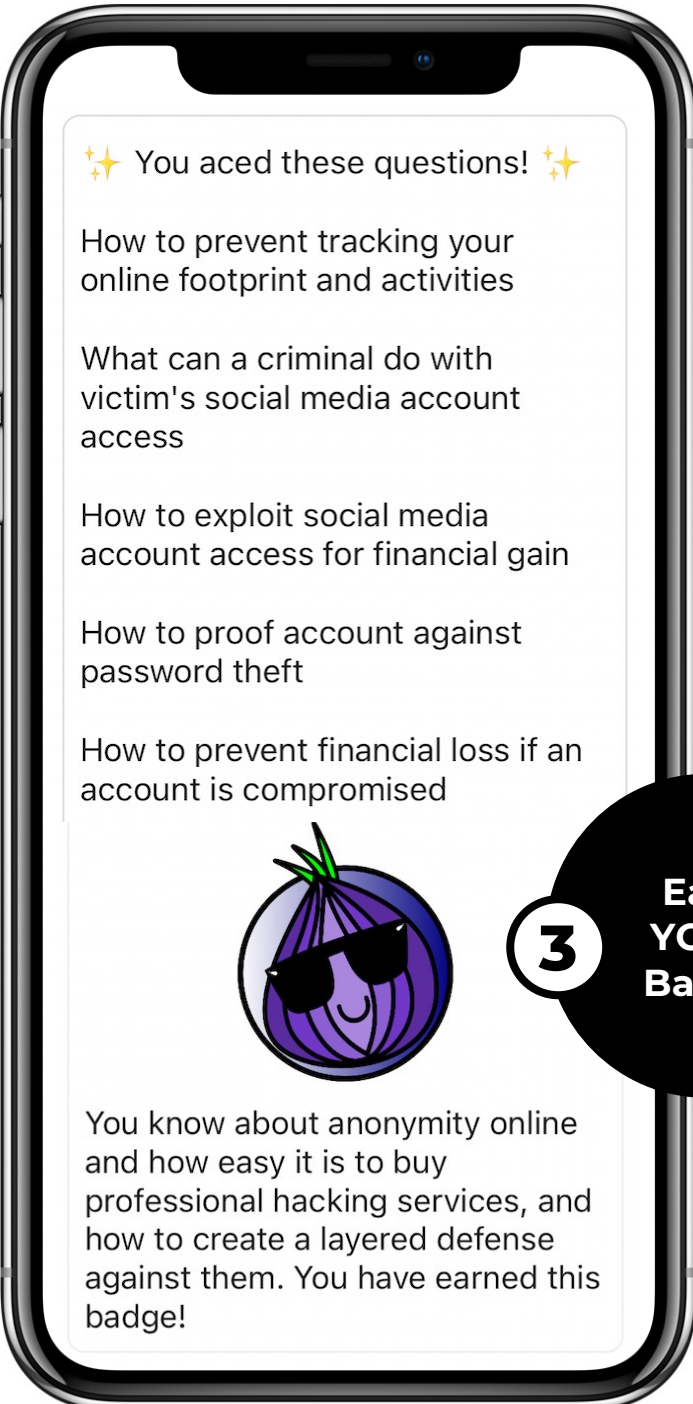 ✨ You aced these questions! ✨
How to prevent tracking your
online footprint and activities
What can a criminal do with
victim's social media account
access
How to exploit social media
account access for financial gain
How to proof account against
password theft
How to prevent financial loss if an
account is compromised
3
You know about anonymity online
and how easy it is to buy
professional hacking services, and
how to create a layered defense
against them. You have earned this
badge!